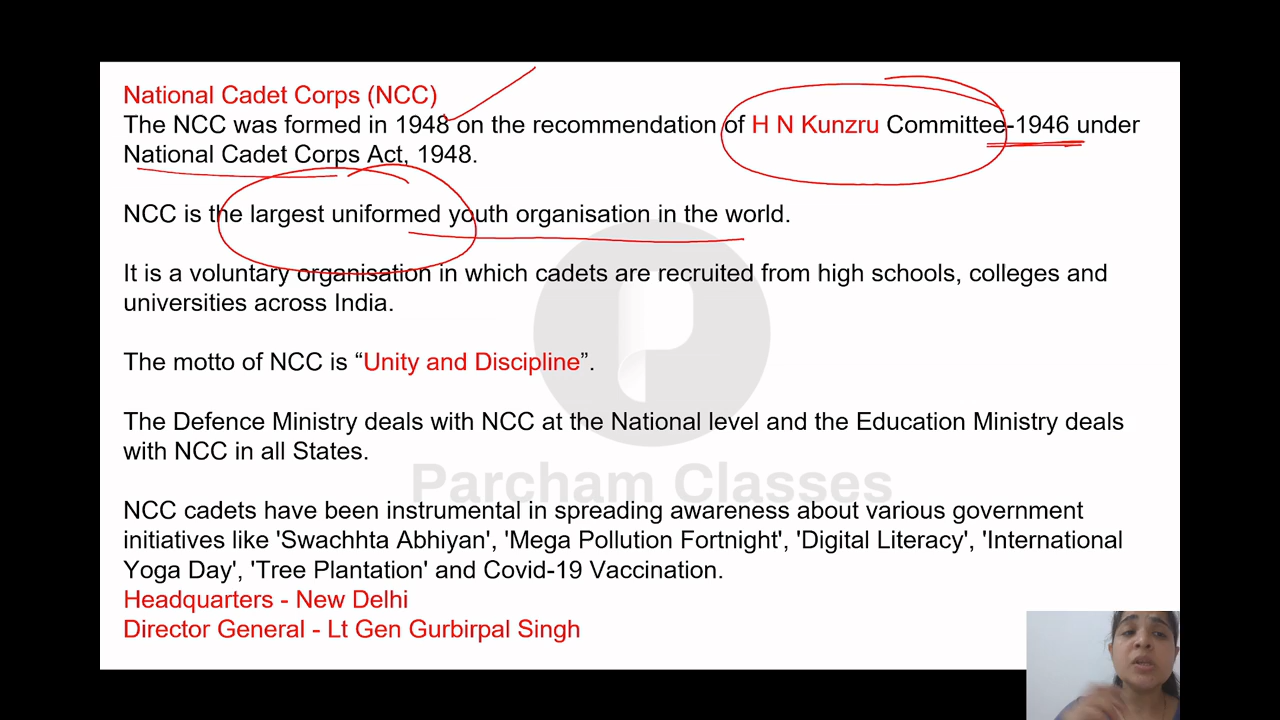 National Cadet Corps (NCC)
The NCC was formed in 1948 on the recommendation of H N Kunzru Committee-1946 under
National Cadet Corps Act, 1948.
NCC is the largest uniformed youth organisation in the world.
It is a voluntary organisation in which cadets are recruited from high schools, colleges and
universities across India.
The motto of NCC is “Unity and Discipline”.
The Defence Ministry deals with NCC at the National level and the Education Ministry deals
with NCC in all States.
Parcham Classes
NCC cadets have been instrumental in spreading awareness about various government
initiatives like 'Swachhta Abhiyan', 'Mega Pollution Fortnight', 'Digital Literacy', 'International
Yoga Day', 'Tree Plantation' and Covid-19 Vaccination.
Headquarters - New Delhi
Director General - Lt Gen Gurbirpal Singh